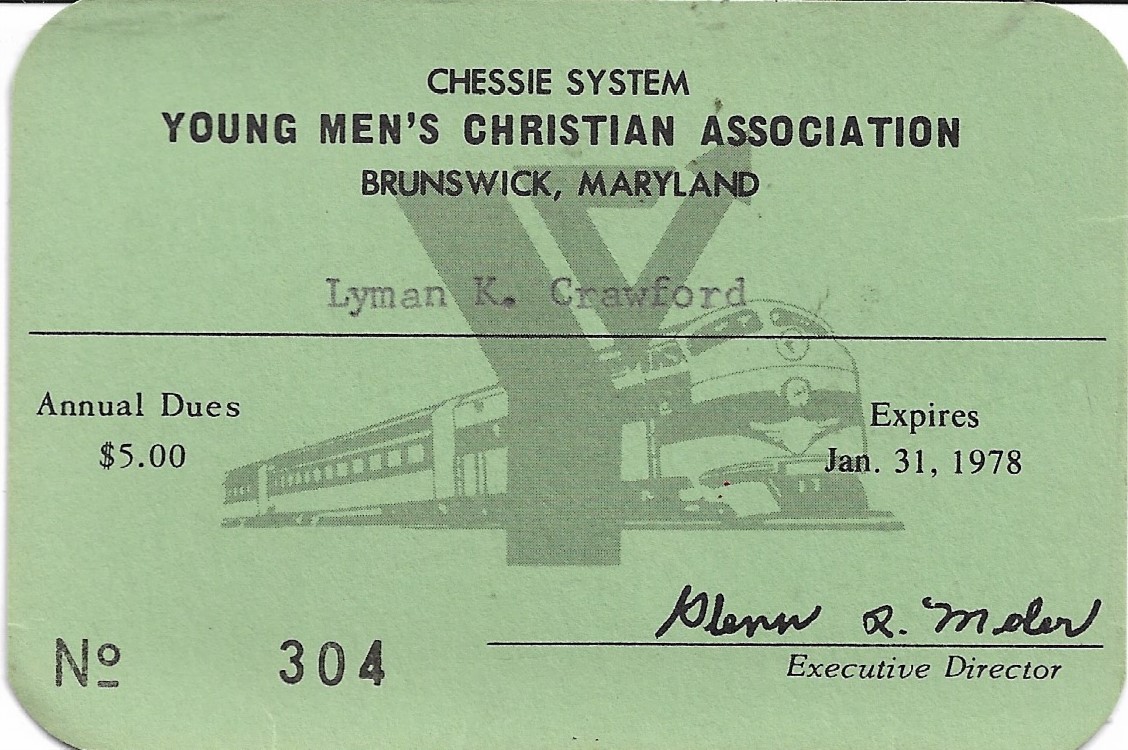 CHESSIE SYSTEM
YOUNG MEN'S CHRISTIAN ASSOCIATION
BRUNSWICK, MARYLAND
Lyman K. Crawford
Annual Dues
$5.00
Expires
Jan. 31, 1978
Glenn R.
Executive Director
No 304